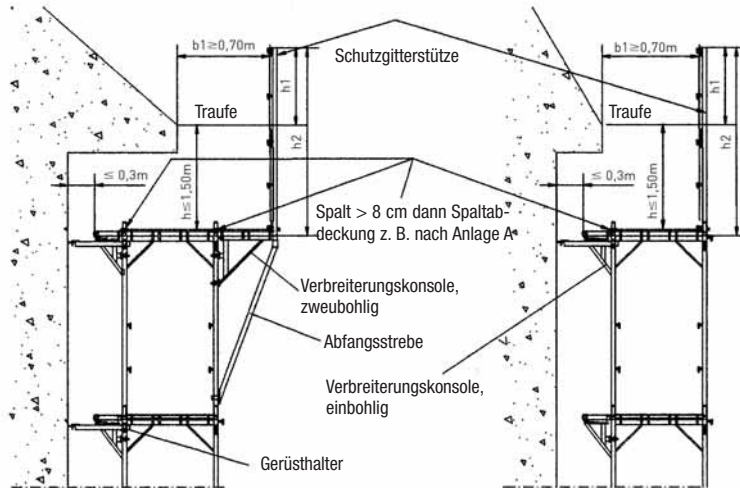 b1≥0,70m
Schutzgitterstütze
b1≥0,70m
h1
h1
Traufe
Traufe
h2
h2
≤ 0,3m
h≤1,50m
≤ 0,3m
h≤1,50m
Spalt > 8 cm dann Spaltab-
deckung z. B. nach Anlage A
Verbreiterungskonsole,
zweubohlig
Abfangsstrebe
Verbreiterungskonsole,
einbohlig
Gerüsthalter